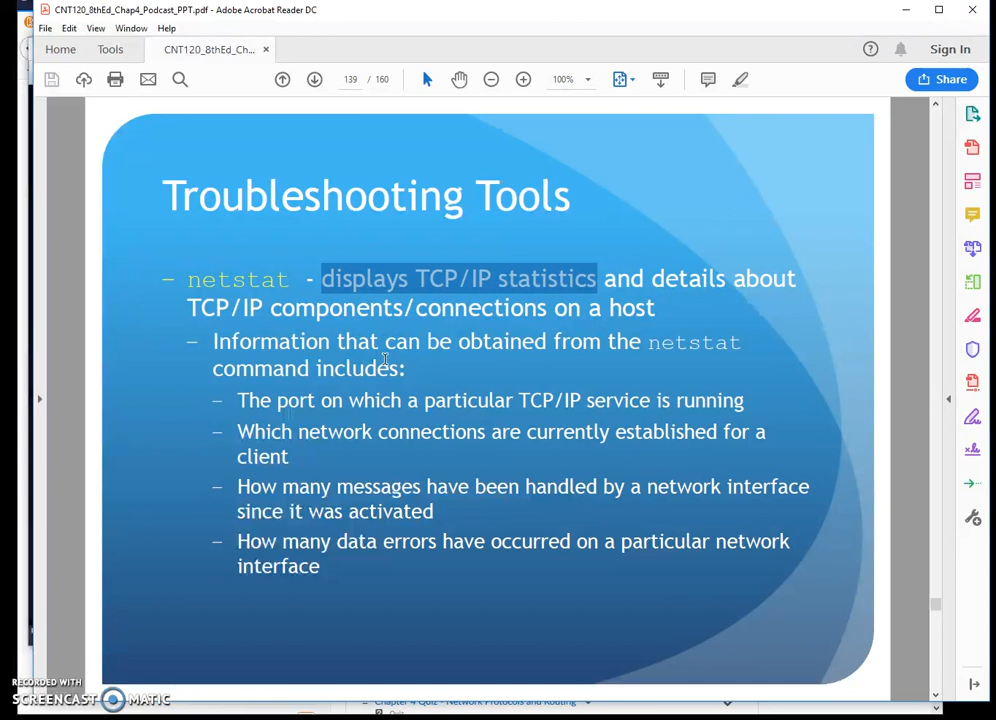 CNT120_8thEd_Chap4_Podcast_PPT.pdf - Adobe Acrobat Reader DC
File Edit View Window Help
Home Tools CNT120_8thEd_Ch... × Sign In
139 / 160 100% Share
Troubleshooting Tools
– netstat - displays TCP/IP statistics and details about
TCP/IP components/connections on a host
– Information that can be obtained from the netstat
command includes:
– The port on which a particular TCP/IP service is running
– Which network connections are currently established for a
client
– How many messages have been handled by a network interface
since it was activated
– How many data errors have occurred on a particular network
interface
RECORDED WITH
SCREENCAST MATIC
Chapter 4 Quiz - Network Protocols and Routing
Quiz